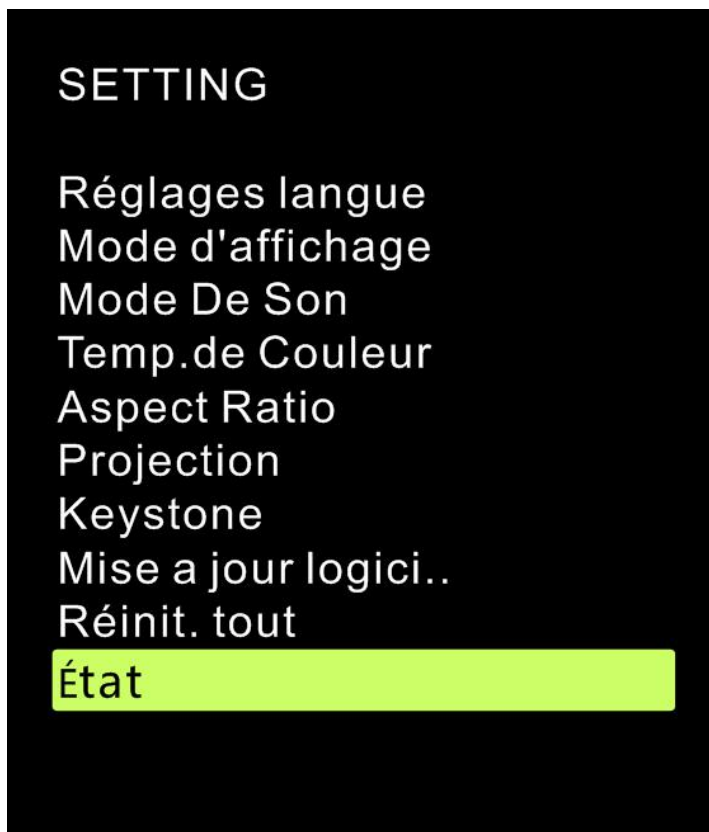 SETTING
Réglages langue
Mode d'affichage
Mode De Son
Temp.de Couleur
Aspect Ratio
Projection
Keystone
Mise a jour logici..
Réinit. tout
État